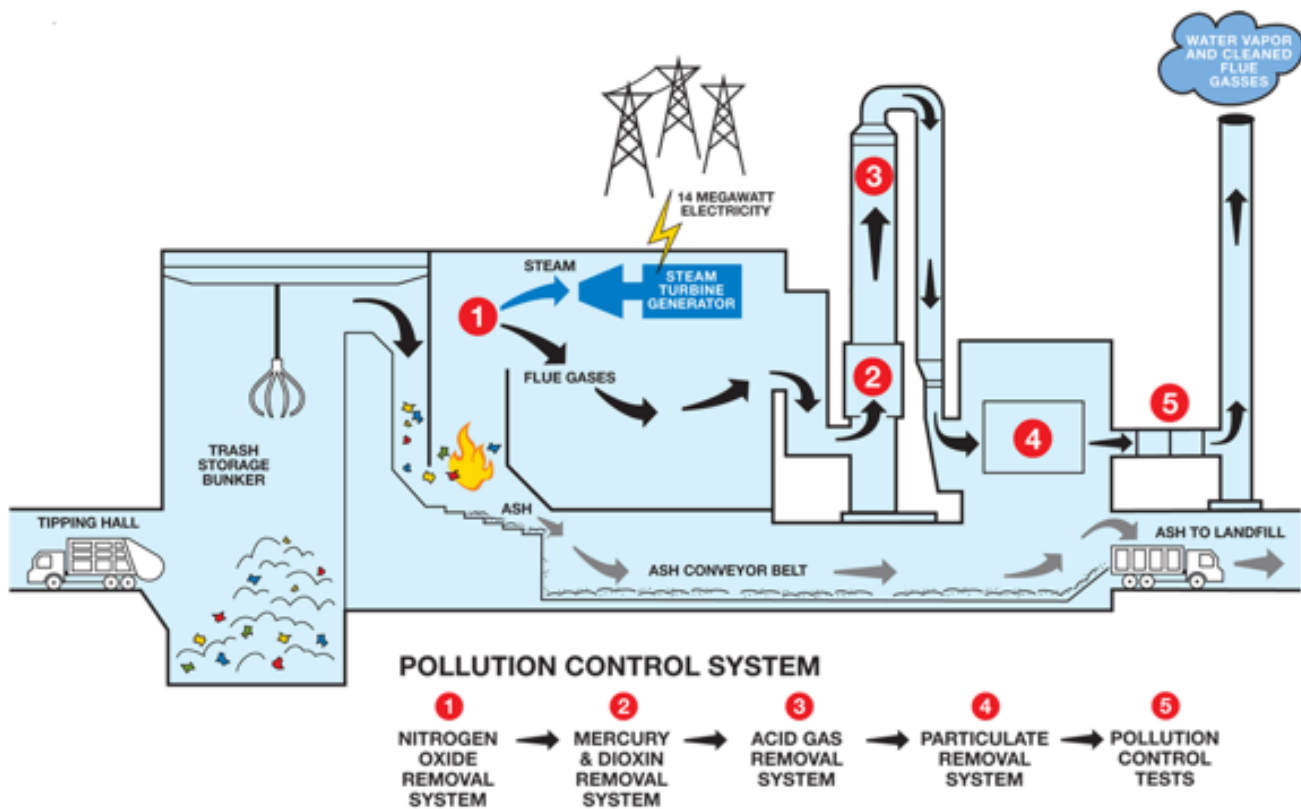 WATER VAPOR
AND CLEANED
FLUE
GASSES
14 MEGAWATT
ELECTRICITY
3
STEAM
STEAM
TURBINE
GENERATOR
1
FLUE GASES
2
5
4
TRASH
STORAGE
BUNKER
ASH
TIPPING HALL
ASH TO LANDFILL
ASH CONVEYOR BELT
POLLUTION CONTROL SYSTEM
1
NITROGEN
OXIDE
REMOVAL
SYSTEM
2
MERCURY
& DIOXIN
REMOVAL
SYSTEM
3
ACID GAS
REMOVAL
SYSTEM
4
PARTICULATE
REMOVAL
SYSTEM
5
POLLUTION
CONTROL
TESTS